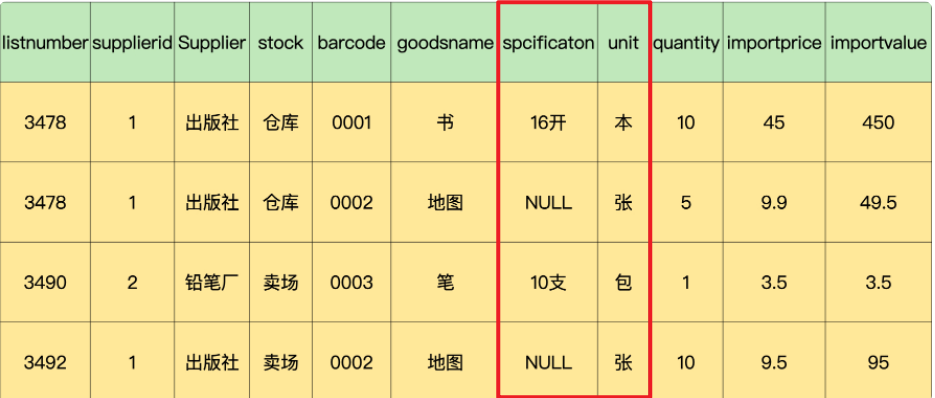 listnumber supplierid Supplier stock barcode goodsname spcificaton unit quantity importprice importvalue
3478 1 出版社 仓库 0001 书 16开 本 10 45 450
3478 1 出版社 仓库 0002 地图 NULL 张 5 9.9 49.5
3490 2 铅笔厂 卖场 0003 笔 10支 包 1 3.5 3.5
3492 1 出版社 卖场 0002 地图 NULL 张 10 9.5 95